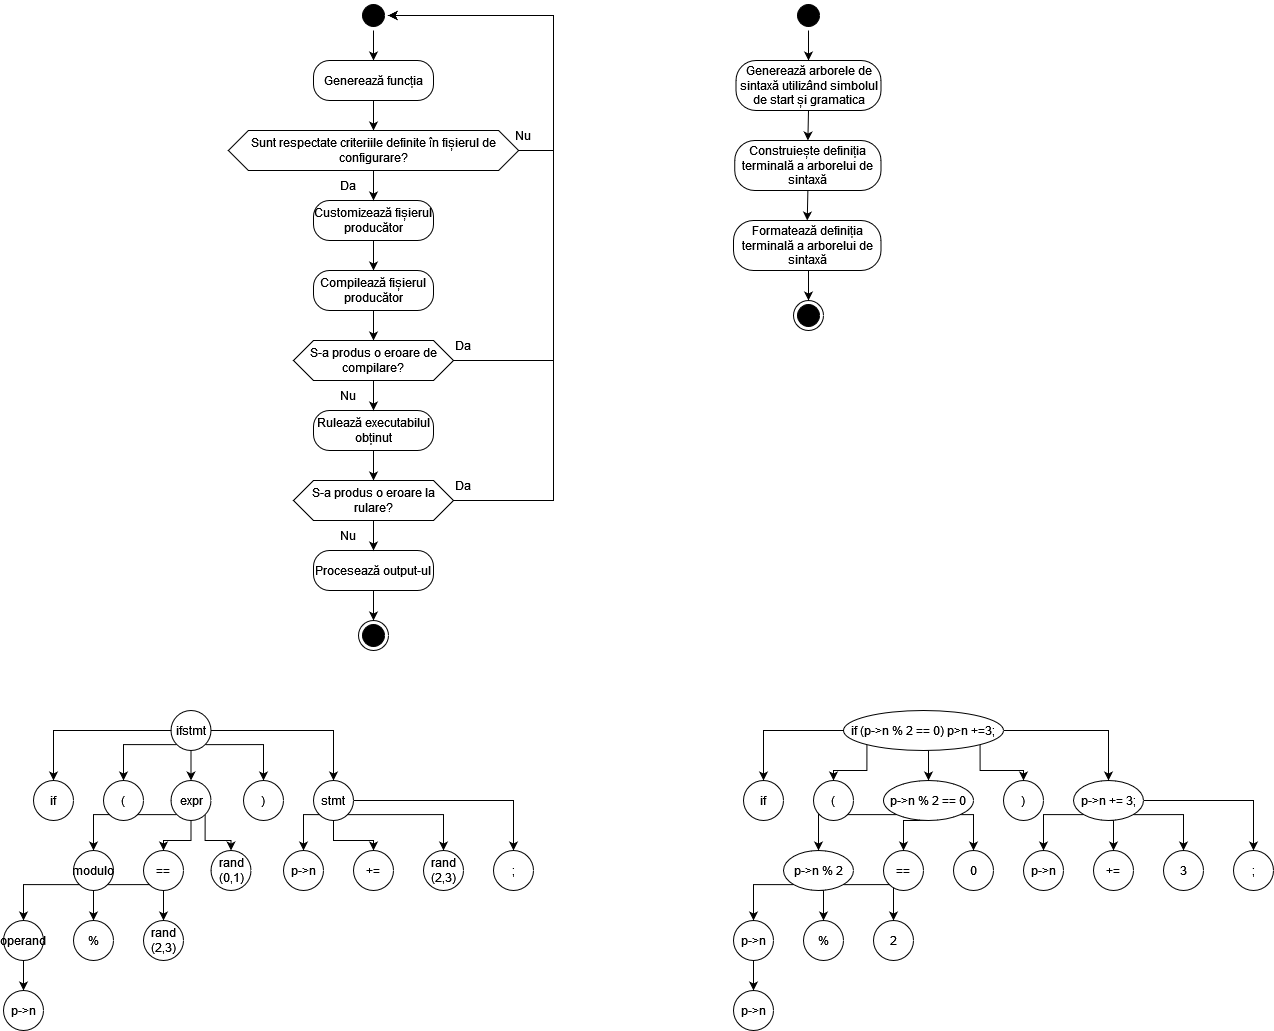 Generează funcția
Sunt respectate criteriile definite în fișierul de
configurare?
Nu
Da
Customizează fișierul
producător
Compilează fișierul
producător
S-a produs o eroare de
compilare?
Da
Nu
Rulează executabilul
obținut
S-a produs o eroare la
rulare?
Da
Nu
Procesează output-ul
Generează arborele de
sintaxă utilizând simbolul
de start și gramatica
Construiește definiția
terminală a arborelui de
sintaxă
Formatează definiția
terminală a arborelui de
sintaxă
ifstmt
if
(
expr
)
stmt
modulo
==
rand
(0,1)
p->n
+=
rand
(2,3)
;
operand
%
rand
(2,3)
p->n
if (p->n % 2 == 0) p>n +=3;
if
(
p->n % 2 == 0
)
p->n += 3;
p->n % 2
==
0
p->n
+=
3
;
p->n
%
2
p->n